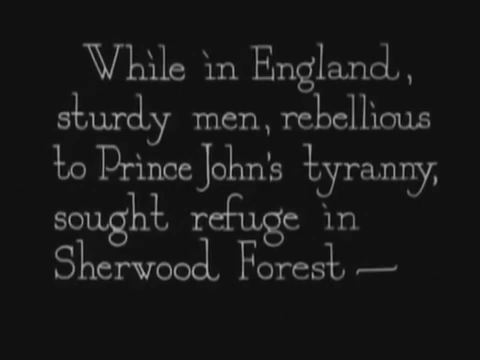 While in England,
sturdy men, rebellious
to Prince John's tyranny,
sought refuge in
Sherwood Forest —